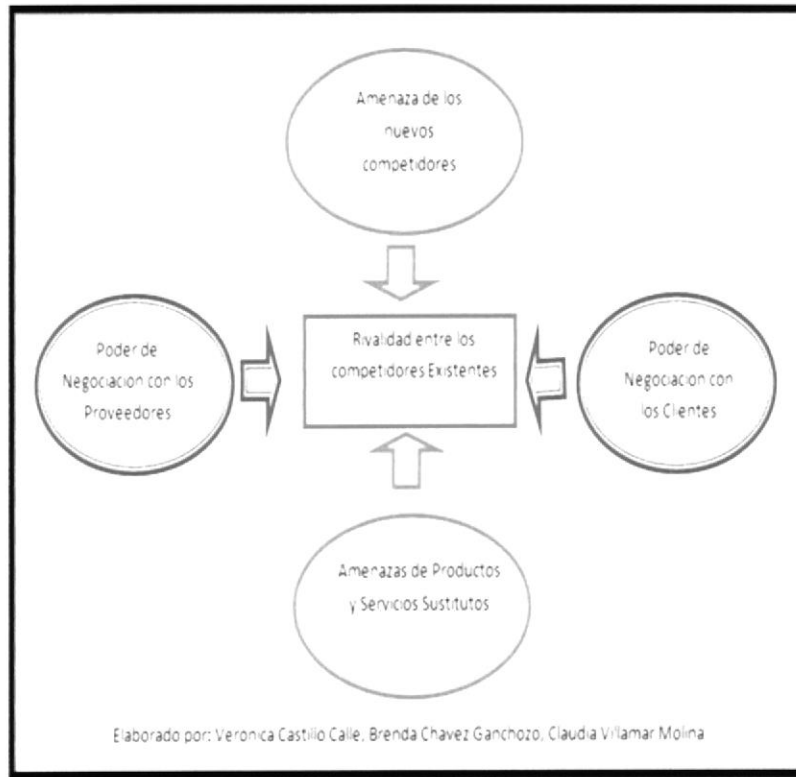 Amenaza de los
nuevos
competidores
Rivalidad entre los
competidores Existentes
Poder de
Negociacion con los
Proveedores
Poder de
Negociacion con
los Clientes
Amenazas de Productos
y Servicios Sustitutos
Elaborado por: Veronica Castillo Calle, Brenda Chavez Ganchozo, Claudia Villamar Molina